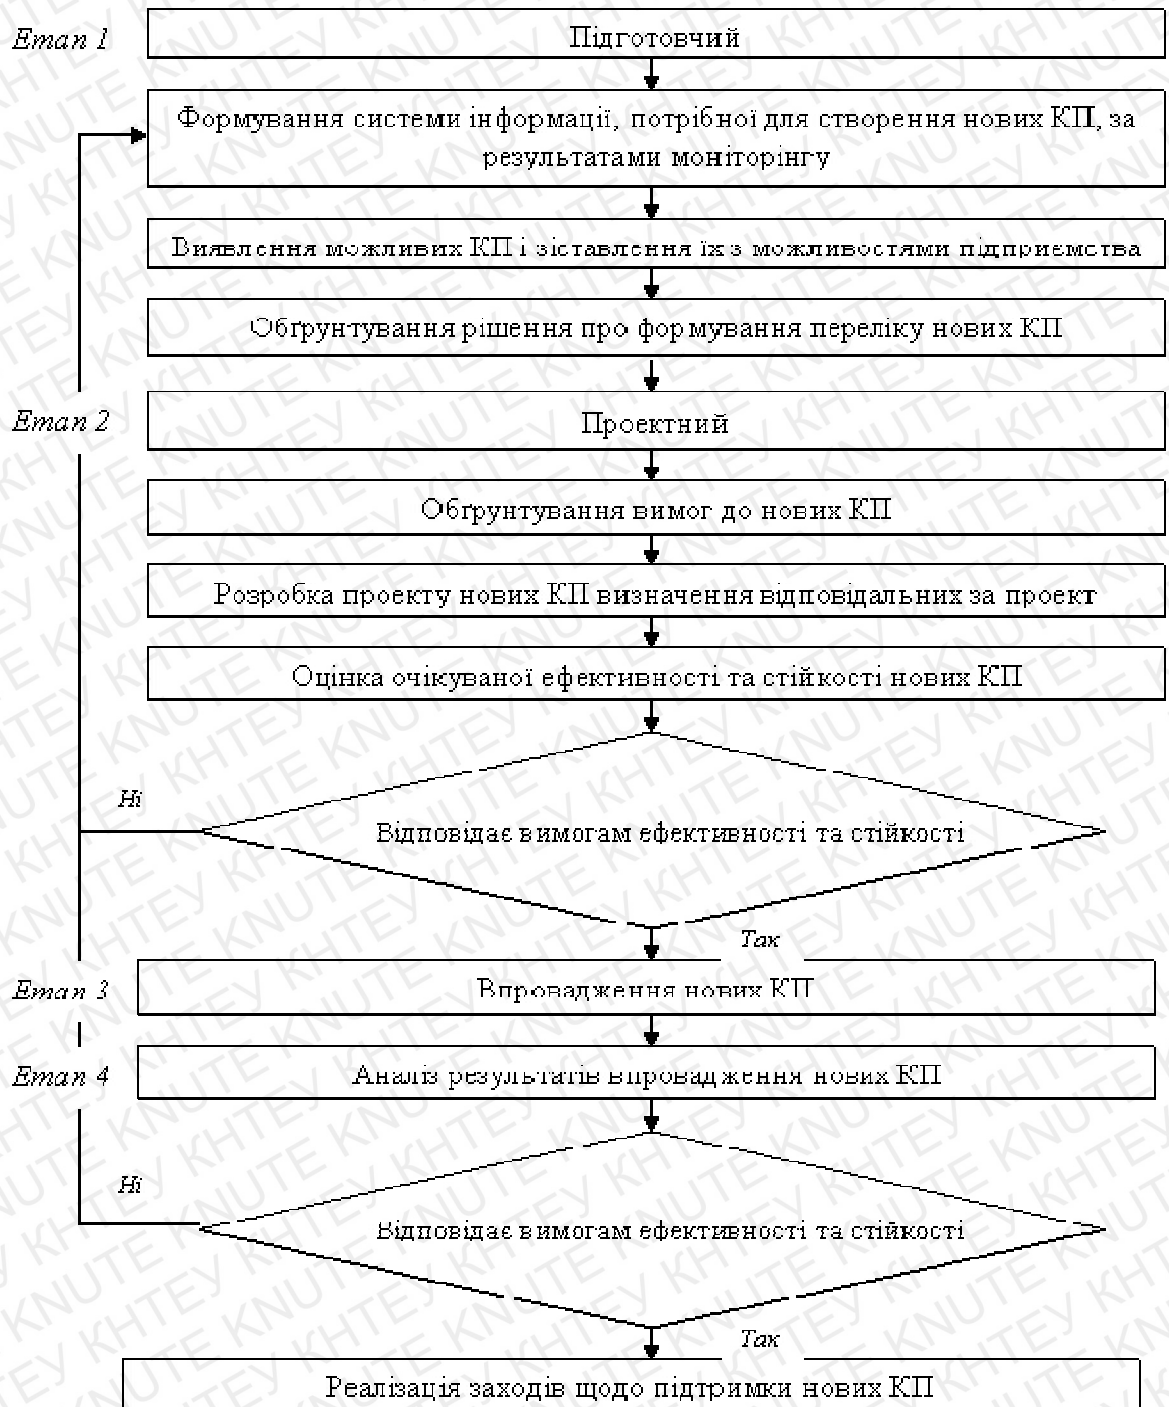 Етап 1
Підготовчий
Формування системи інформації, потрібної для створення нових КП, за
результатами моніторінгу
Виявлення можливих КП і зіставлення їх з можливостями підприємства
Обґрунтування рішення про формування переліку нових КП
Етап 2
Проектний
Обґрунтування вимог до нових КП
Розробка проекту нових КП визначення відповідальних за проект
Оцінка очікуваної ефективності та стійкості нових КП
Ні
Відповідає вимогам ефективності та стійкості
Так
Етап 3
Впровадження нових КП
Етап 4
Аналіз результатів впровадження нових КП
Ні
Відповідає вимогам ефективності та стійкості
Так
Реалізація заходів щодо підтримки нових КП